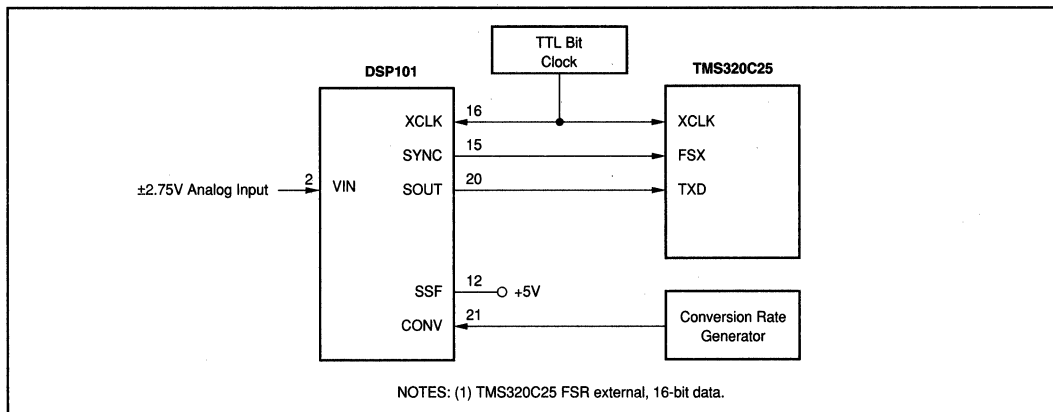 TTL Bit
Clock
DSP101
TMS320C25
XCLK
16
XCLK
SYNC
15
FSX
±2.75V Analog Input
2
VIN
SOUT
20
TXD
SSF
12
+5V
CONV
21
Conversion Rate
Generator
NOTES: (1) TMS320C25 FSR external, 16-bit data.